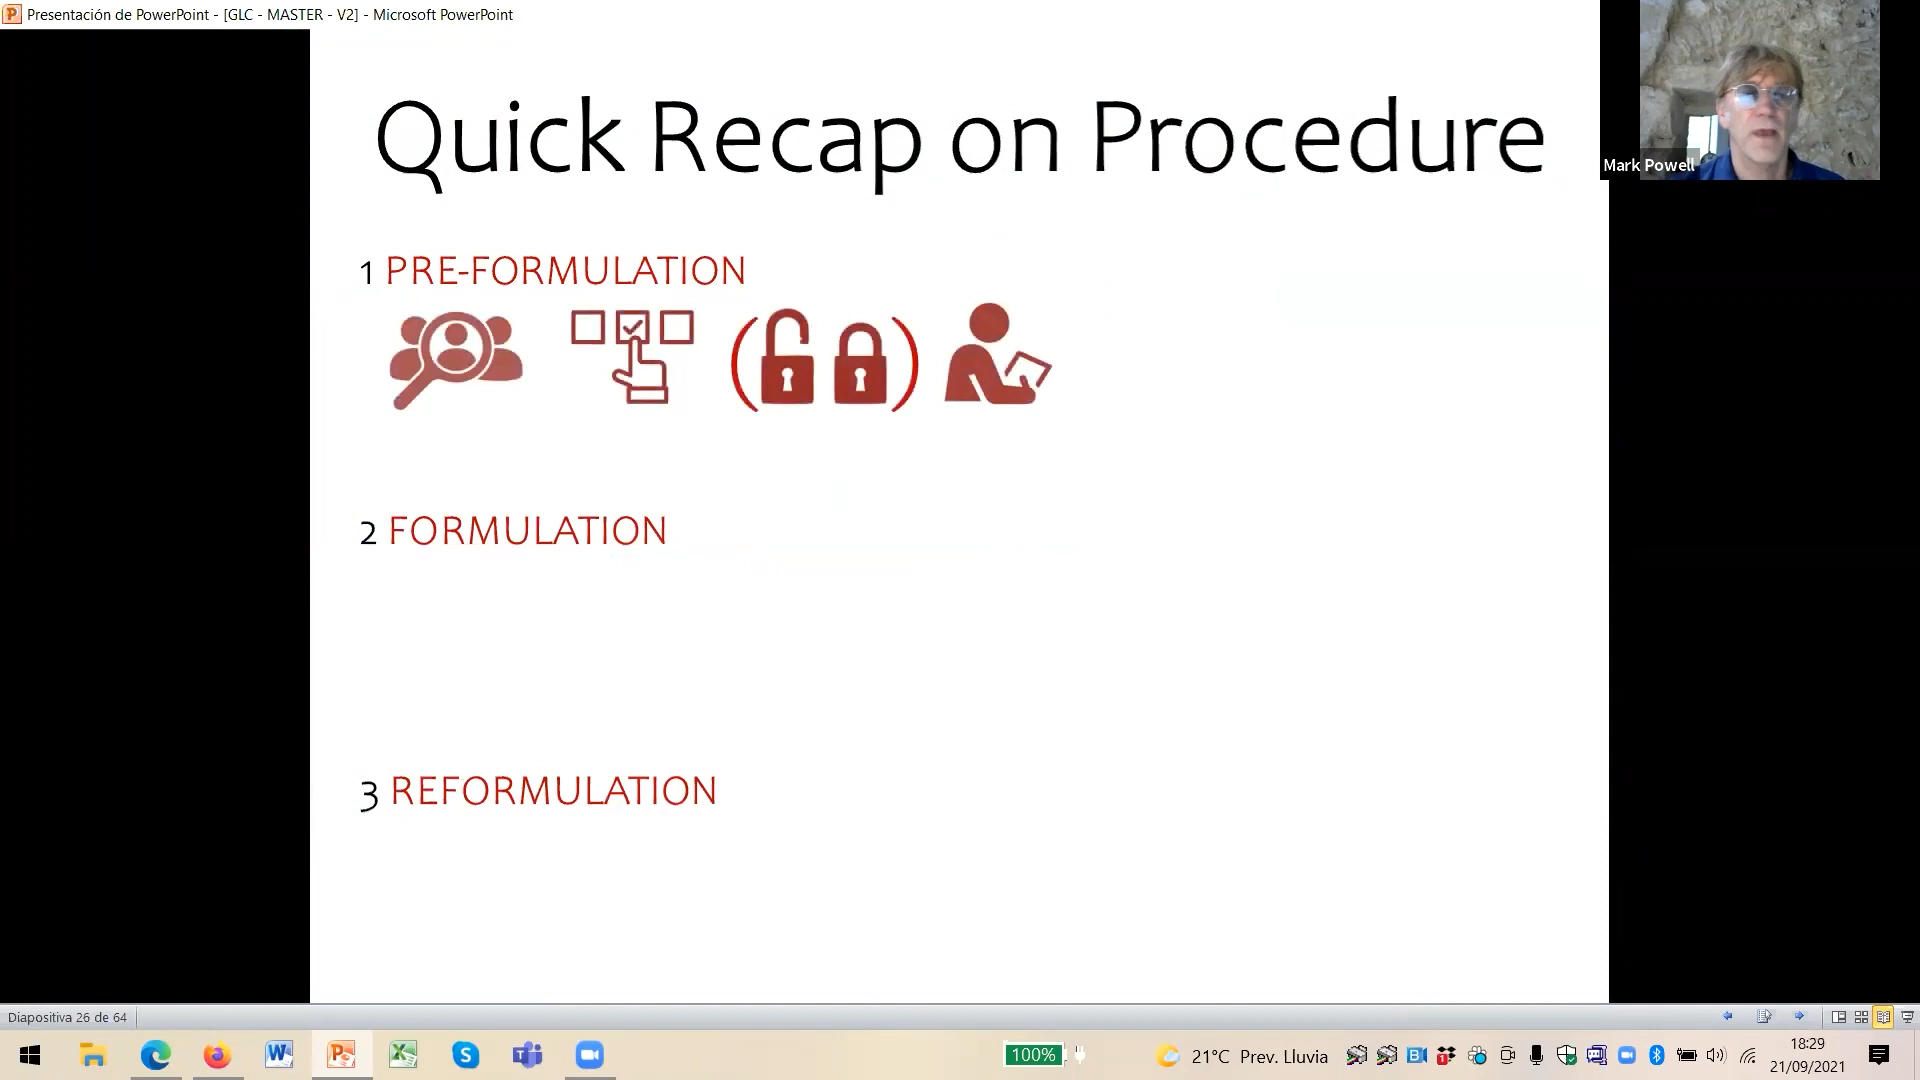 Presentación de PowerPoint - [GLC - MASTER - V2] - Microsoft PowerPoint
Quick Recap on Procedure
Mark Powell
1 PRE-FORMULATION
2 FORMULATION
3 REFORMULATION
Diapositiva 26 de 64
100%
21°C Prev. Lluvia
18:29
21/09/2021